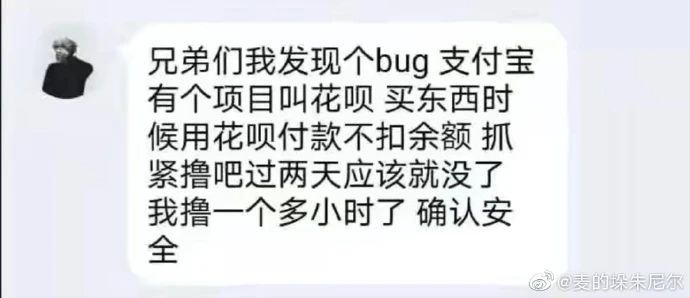 兄弟们我发现个bug 支付宝
有个项目叫花呗 买东西时
候用花呗付款不扣余额 抓
紧撸吧过两天应该就没了
我撸一个多小时了 确认安
全
@麦的垛朱尼尔